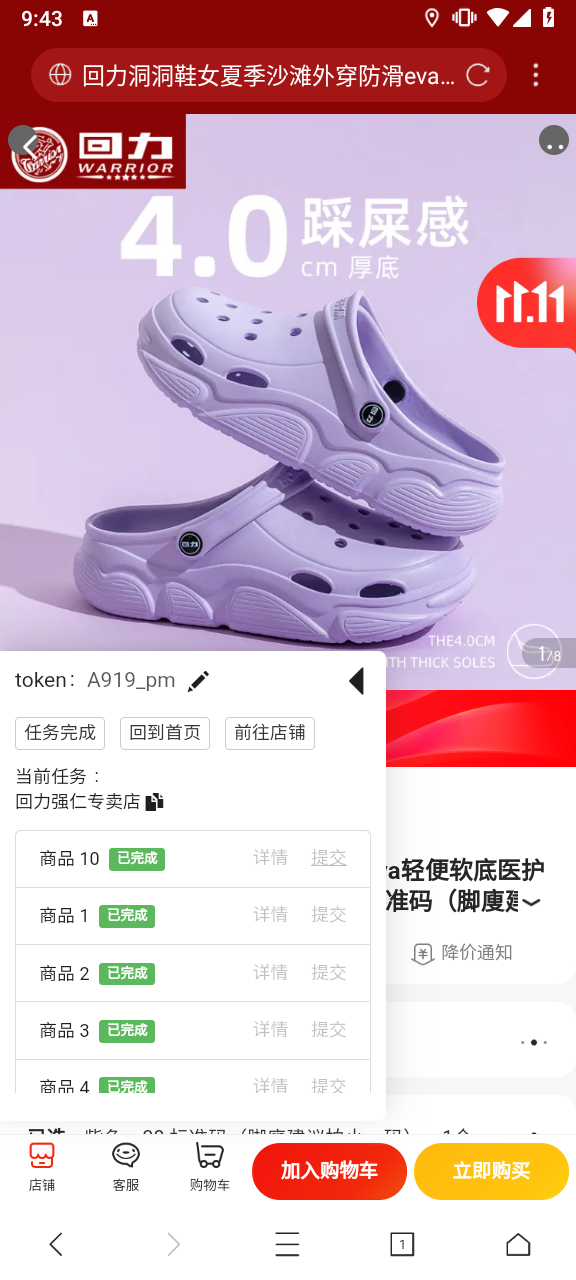 9:43
回力洞洞鞋女夏季沙滩外穿防滑eva...
回力
WARRIOR
4.0
踩屎感
cm 厚底
11.11
THE4.0CM
TH THICK SOLES
1/8
token： A919_pm
任务完成
回到首页
前往店铺
当前任务：
回力强仁专卖店
商品 10 已完成 详情 提交
商品 1 已完成 详情 提交
商品 2 已完成 详情 提交
商品 3 已完成 详情 提交
商品 4 已完成 详情 提交
a轻便软底医护
准码（脚廋建
降价通知
店铺
客服
购物车
加入购物车
立即购买
1